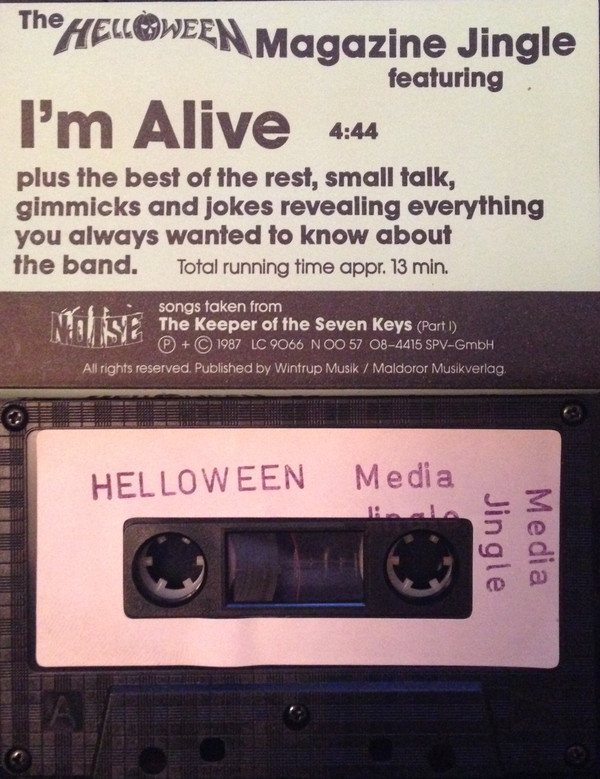 The HELLOWEEN Magazine Jingle
featuring
I'm Alive 4:44
plus the best of the rest, small talk,
gimmicks and jokes revealing everything
you always wanted to know about
the band. Total running time appr. 13 min.
NOISE
songs taken from
The Keeper of the Seven Keys (Part I)
Ⓟ + © 1987 LC 9066 N OO 57 O8–4415 SPV–GmbH
All rights reserved. Published by Wintrup Musik / Maldoror Musikverlag.
HELLOWEEN Media
Jingle
Media
Jingle
A